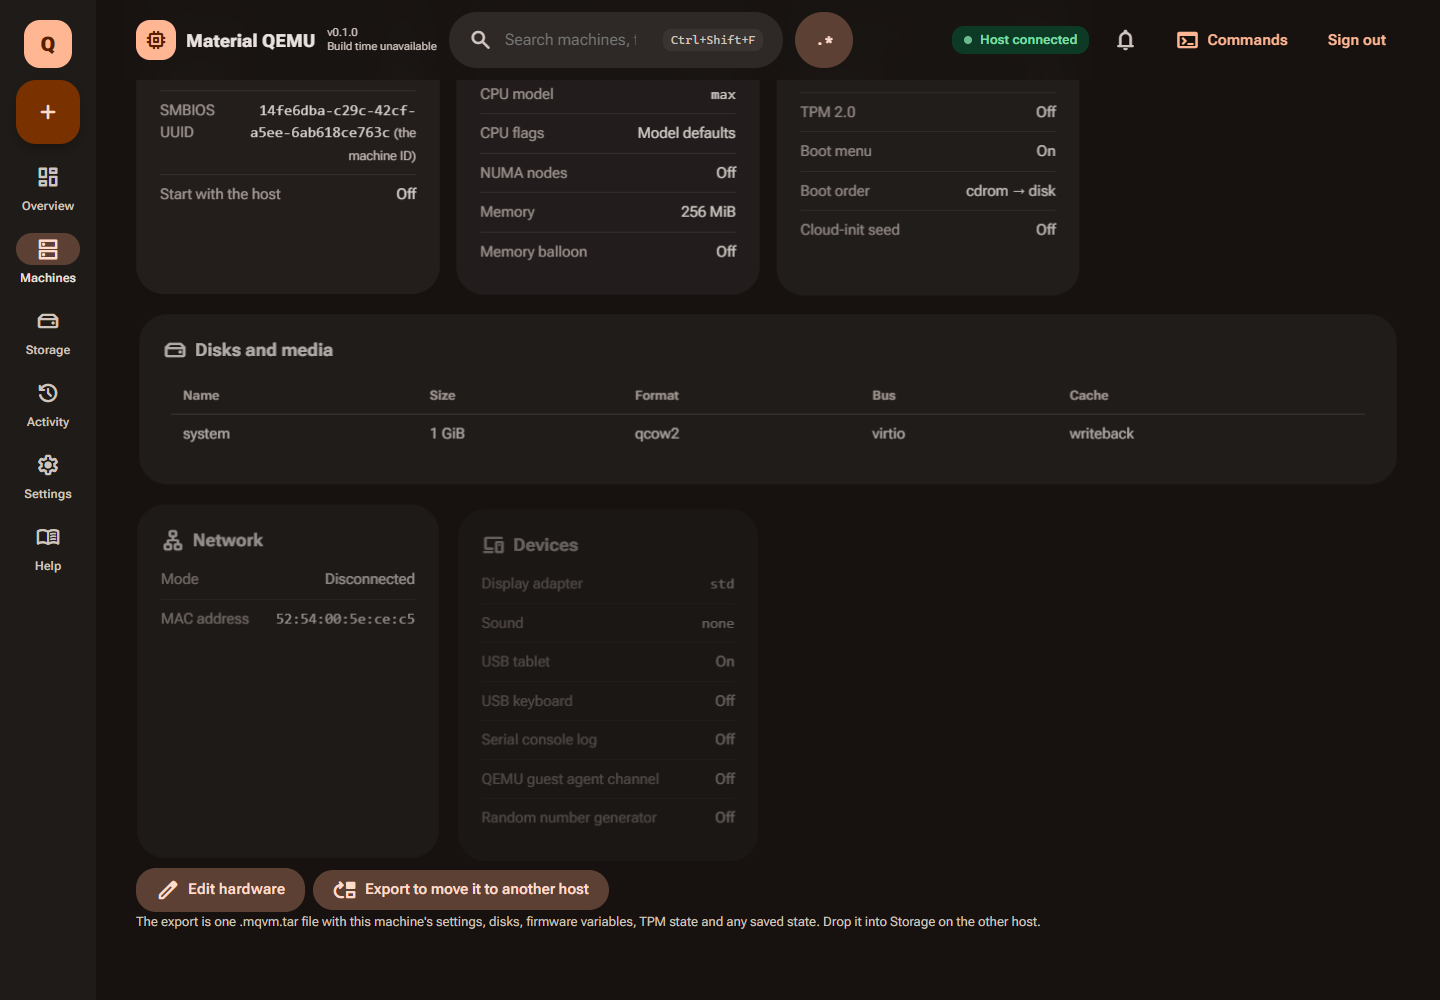 Q
Material QEMU
v0.1.0
Build time unavailable
Search machines,
Ctrl+Shift+F
.*
Host connected
Commands
Sign out
+
Overview
Machines
Storage
Activity
Settings
Help
SMBIOS UUID
14fe6dba-c29c-42cf-
a5ee-6ab618ce763c (the
machine ID)
Start with the host Off
CPU model max
CPU flags Model defaults
NUMA nodes Off
Memory 256 MiB
Memory balloon Off
TPM 2.0 Off
Boot menu On
Boot order cdrom → disk
Cloud-init seed Off
Disks and media
Name Size Format Bus Cache
system 1 GiB qcow2 virtio writeback
Network
Mode Disconnected
MAC address 52:54:00:5e:ce:c5
Devices
Display adapter std
Sound none
USB tablet On
USB keyboard Off
Serial console log Off
QEMU guest agent channel Off
Random number generator Off
Edit hardware
Export to move it to another host
The export is one .mqvm.tar file with this machine's settings, disks, firmware variables, TPM state and any saved state. Drop it into Storage on the other host.